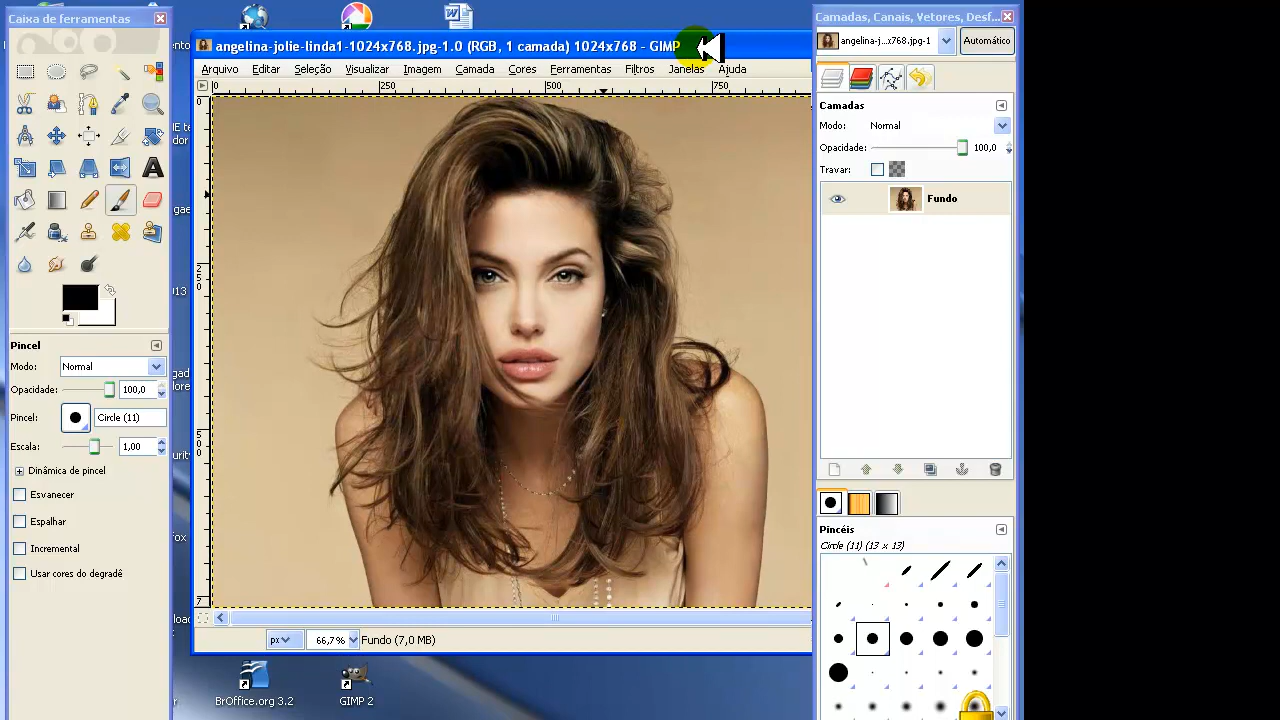 Caixa de ferramentas
angelina-jolie-linda1-1024x768.jpg-1.0 (RGB, 1 camada) 1024x768 - GIMP
Arquivo Editar Seleção Visualizar Imagem Camada Cores Ferramentas Filtros Janelas Ajuda
0 250 500 750
0
250
500
7
px 66,7% Fundo (7,0 MB)
Pincel
Modo: Normal
Opacidade: 100,0
Pincel: Circle (11)
Escala: 1,00
Dinâmica de pincel
Esvanecer
Espalhar
Incremental
Usar cores do degradê
Camadas, Canais, Vetores, Desf...
angelina-j...x768.jpg-1 Automático
Camadas
Modo: Normal
Opacidade: 100,0
Travar:
Fundo
Pincéis
Circle (11) (13 x 13)
BrOffice.org 3.2
GIMP 2